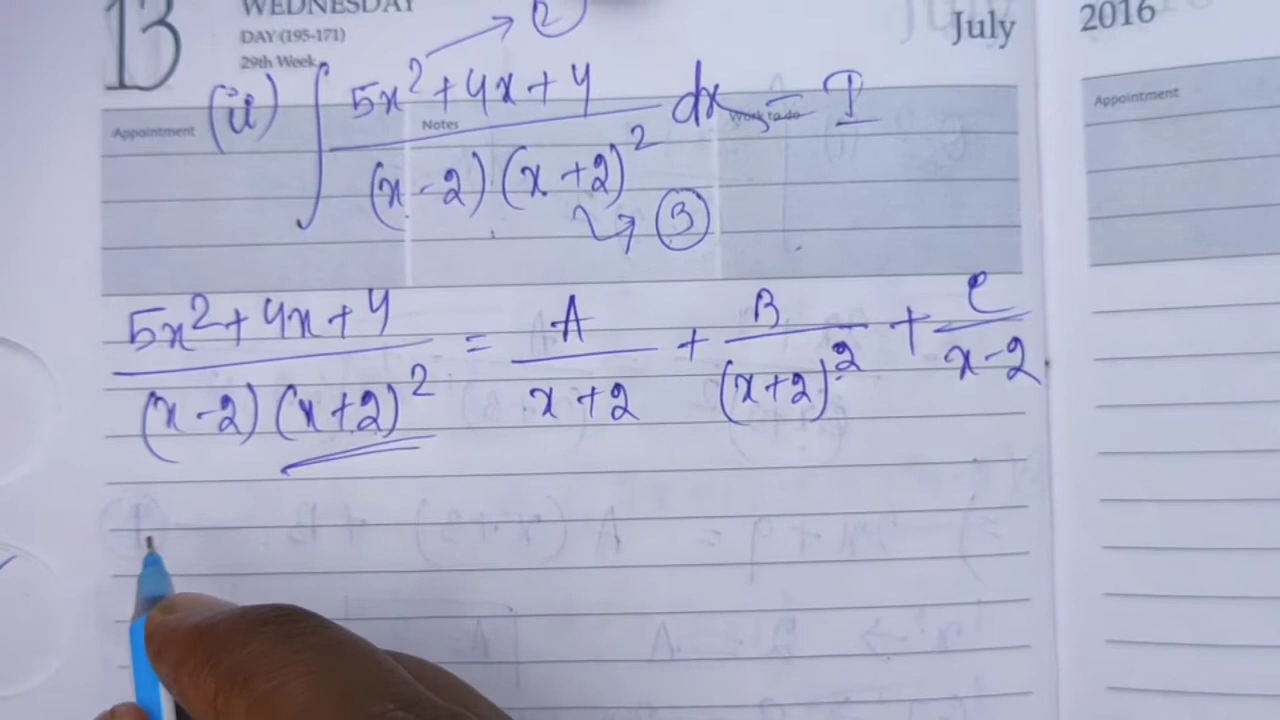 13 WEDNESDAY July 2016
DAY (195-171)
29th Week
② 
(ii) ∫ (5x²+4x+4)/((x-2)(x+2)²) dx = I
③
Appointment Notes Work to do Appointment
(5x²+4x+4)/((x-2)(x+2)²) = A/(x+2) + B/(x+2)² + C/(x-2)